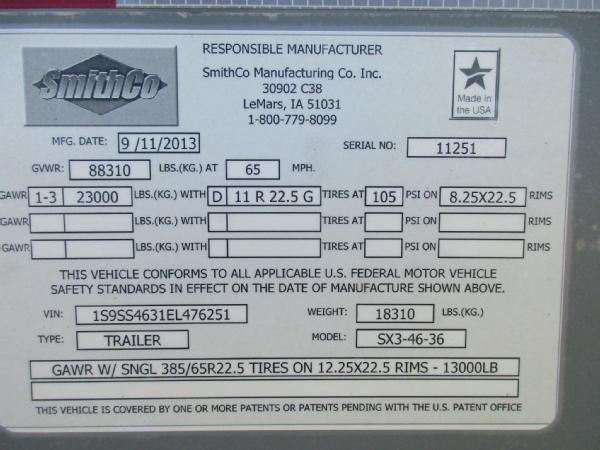 SmithCo
RESPONSIBLE MANUFACTURER
SmithCo Manufacturing Co. Inc.
30902 C38
LeMars, IA 51031
1-800-779-8099
Made in
the USA
MFG. DATE: 9 /11/2013 SERIAL NO: 11251
GVWR: 88310 LBS.(KG.) AT 65 MPH.
GAWR 1-3 23000 LBS.(KG.) WITH D 11 R 22.5 G TIRES AT 105 PSI ON 8.25X22.5 RIMS
GAWR LBS.(KG.) WITH TIRES AT PSI ON RIMS
GAWR LBS.(KG.) WITH TIRES AT PSI ON RIMS
THIS VEHICLE CONFORMS TO ALL APPLICABLE U.S. FEDERAL MOTOR VEHICLE
SAFETY STANDARDS IN EFFECT ON THE DATE OF MANUFACTURE SHOWN ABOVE.
VIN: 1S9SS4631EL476251 WEIGHT: 18310 LBS.(KG.)
TYPE: TRAILER MODEL: SX3-46-36
GAWR W/ SNGL 385/65R22.5 TIRES ON 12.25X22.5 RIMS - 13000LB
THIS VEHICLE IS COVERED BY ONE OR MORE PATENTS OR PATENTS PENDING WITH THE U.S. PATENT OFFICE